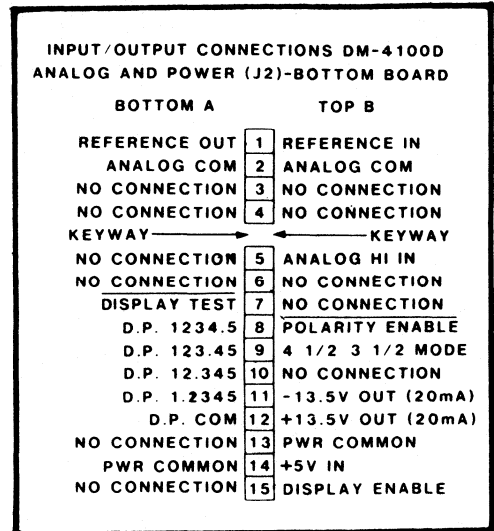 INPUT/OUTPUT CONNECTIONS DM-4100D
ANALOG AND POWER (J2)-BOTTOM BOARD
BOTTOM A TOP B
REFERENCE OUT 1 REFERENCE IN
ANALOG COM 2 ANALOG COM
NO CONNECTION 3 NO CONNECTION
NO CONNECTION 4 NO CONNECTION
KEYWAY KEYWAY
NO CONNECTION 5 ANALOG HI IN
NO CONNECTION 6 NO CONNECTION
DISPLAY TEST 7 NO CONNECTION
D.P. 1234.5 8 POLARITY ENABLE
D.P. 123.45 9 4 1/2 3 1/2 MODE
D.P. 12.345 10 NO CONNECTION
D.P. 1.2345 11 -13.5V OUT (20mA)
D.P. COM 12 +13.5V OUT (20mA)
NO CONNECTION 13 PWR COMMON
PWR COMMON 14 +5V IN
NO CONNECTION 15 DISPLAY ENABLE